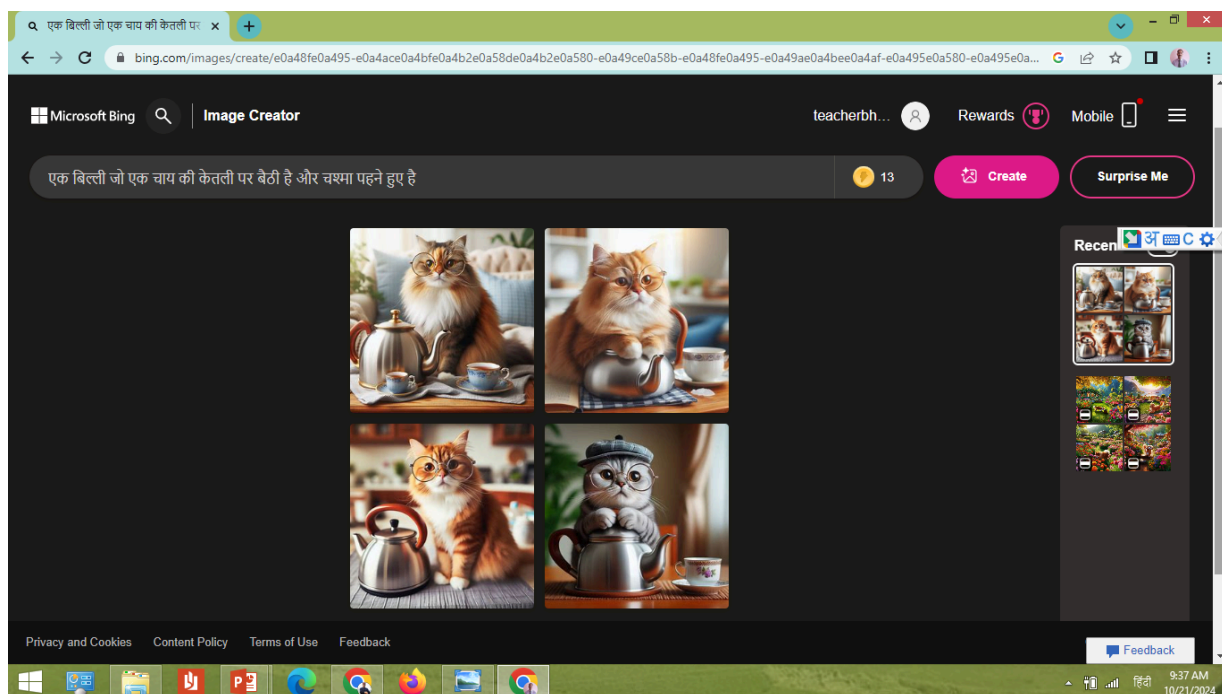 एक बिल्ली जो एक चाय की केतली पर
bing.com/images/create/e0a48fe0a495-e0a4ace0a4bfe0a4b2e0a58de0a4b2e0a580-e0a49ce0a58b-e0a48fe0a495-e0a49ae0a4bee0a4af-e0a495e0a580-e0a495e0a...
Microsoft Bing Image Creator teacherbh... Rewards Mobile
एक बिल्ली जो एक चाय की केतली पर बैठी है और चश्मा पहने हुए है 13 Create Surprise Me
Recen अ C
Privacy and Cookies Content Policy Terms of Use Feedback
Feedback
हिंदी 9:37 AM
10/21/2024